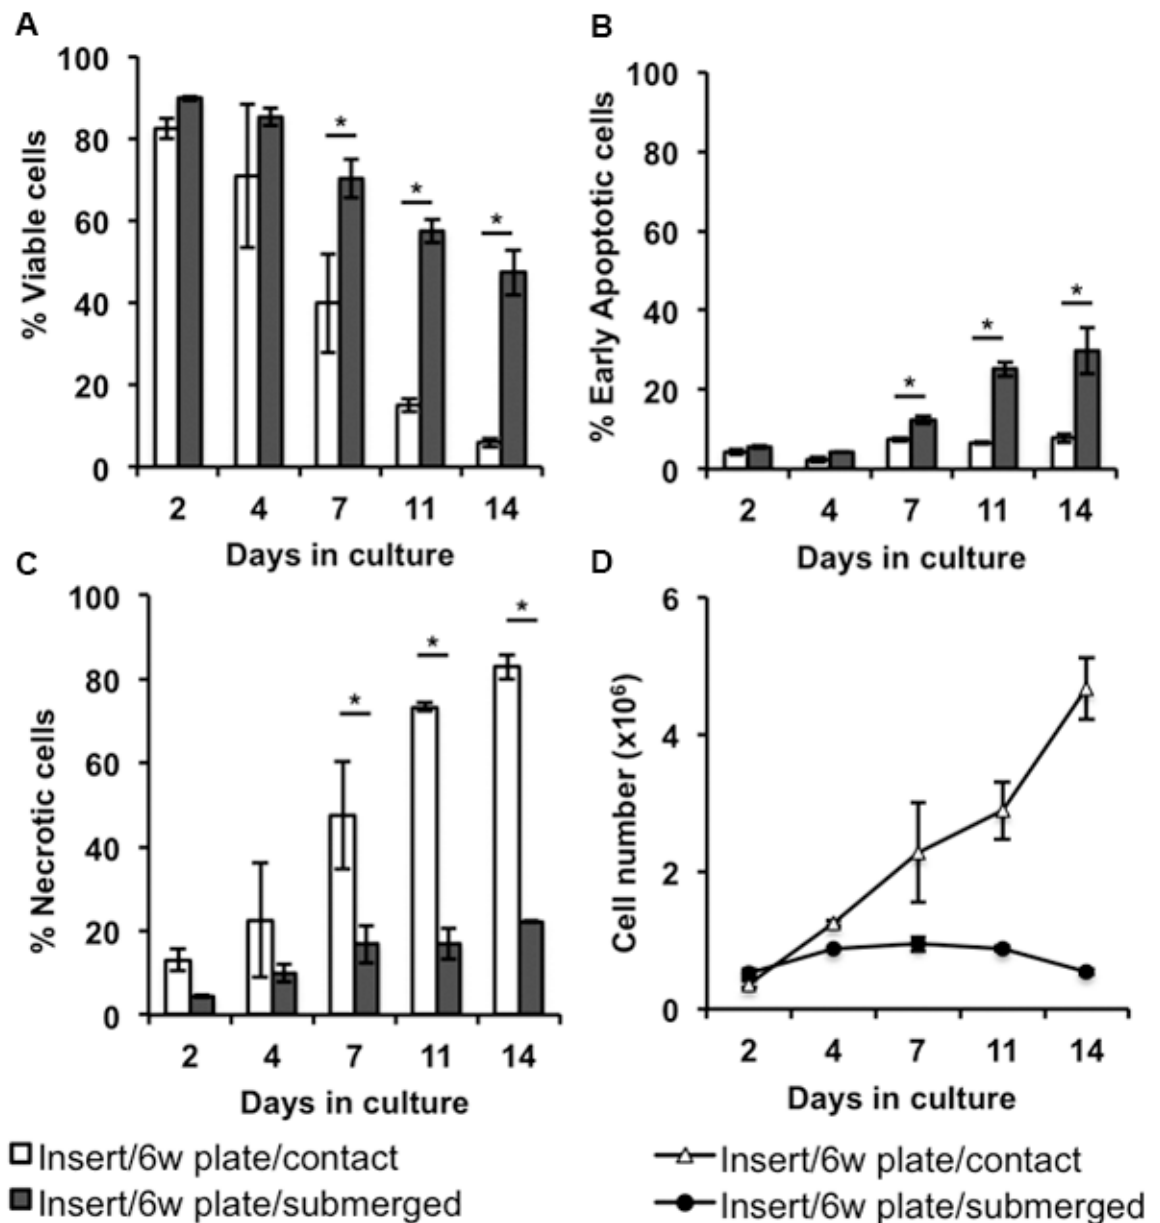 A
% Viable cells
100
80
60
40
20
0
* * *
2 4 7 11 14
Days in culture
B
% Early Apoptotic cells
100
80
60
40
20
0
* * *
2 4 7 11 14
Days in culture
C
% Necrotic cells
100
80
60
40
20
0
* * *
2 4 7 11 14
Days in culture
D
Cell number (x10⁶)
6
4
2
0
2 4 7 11 14
Days in culture
Insert/6w plate/contact
Insert/6w plate/submerged
Insert/6w plate/contact
Insert/6w plate/submerged